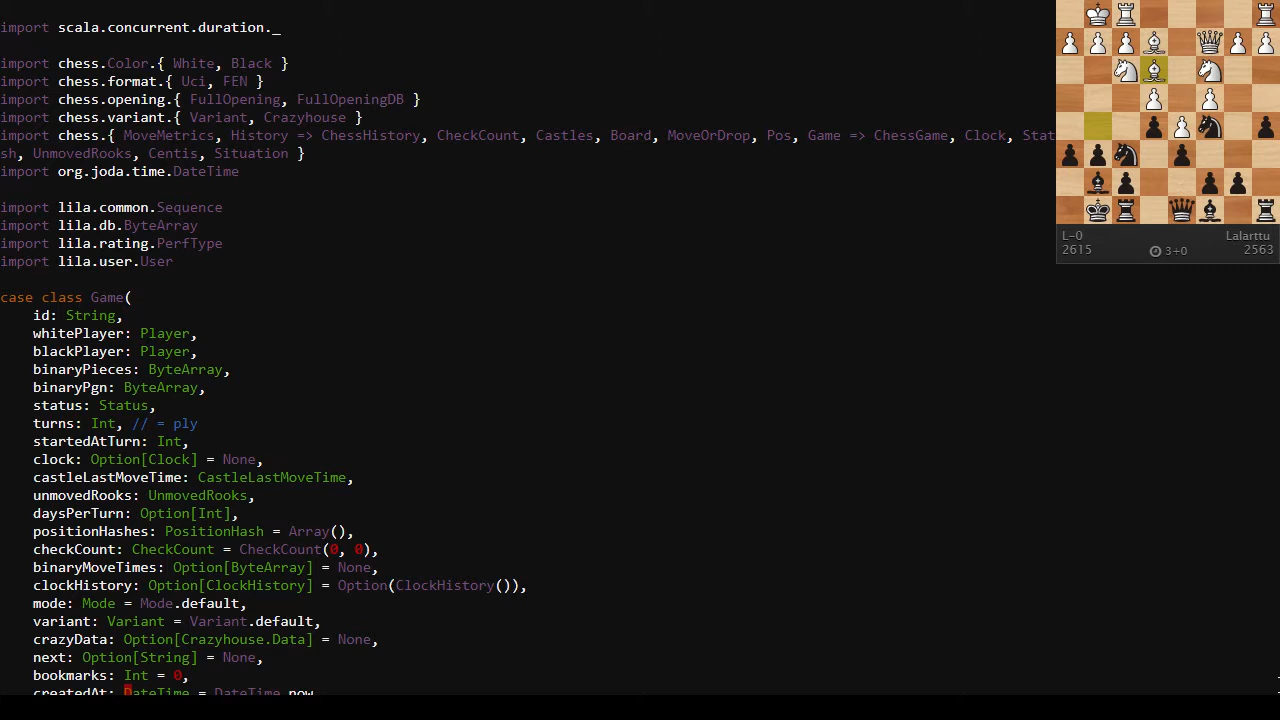 import scala.concurrent.duration._
import chess.Color.{ White, Black }
import chess.format.{ Uci, FEN }
import chess.opening.{ FullOpening, FullOpeningDB }
import chess.variant.{ Variant, Crazyhouse }
import chess.{ MoveMetrics, History => ChessHistory, CheckCount, Castles, Board, MoveOrDrop, Pos, Game => ChessGame, Clock, Stat
sh, UnmovedRooks, Centis, Situation }
import org.joda.time.DateTime
import lila.common.Sequence
import lila.db.ByteArray
import lila.rating.PerfType
import lila.user.User
case class Game(
id: String,
whitePlayer: Player,
blackPlayer: Player,
binaryPieces: ByteArray,
binaryPgn: ByteArray,
status: Status,
turns: Int, // = ply
startedAtTurn: Int,
clock: Option[Clock] = None,
castleLastMoveTime: CastleLastMoveTime,
unmovedRooks: UnmovedRooks,
daysPerTurn: Option[Int],
positionHashes: PositionHash = Array(),
checkCount: CheckCount = CheckCount(0, 0),
binaryMoveTimes: Option[ByteArray] = None,
clockHistory: Option[ClockHistory] = Option(ClockHistory()),
mode: Mode = Mode.default,
variant: Variant = Variant.default,
crazyData: Option[Crazyhouse.Data] = None,
next: Option[String] = None,
bookmarks: Int = 0,
createdAt: DateTime = DateTime.now,
L-0 Lalarttu
2615 3+0 2563